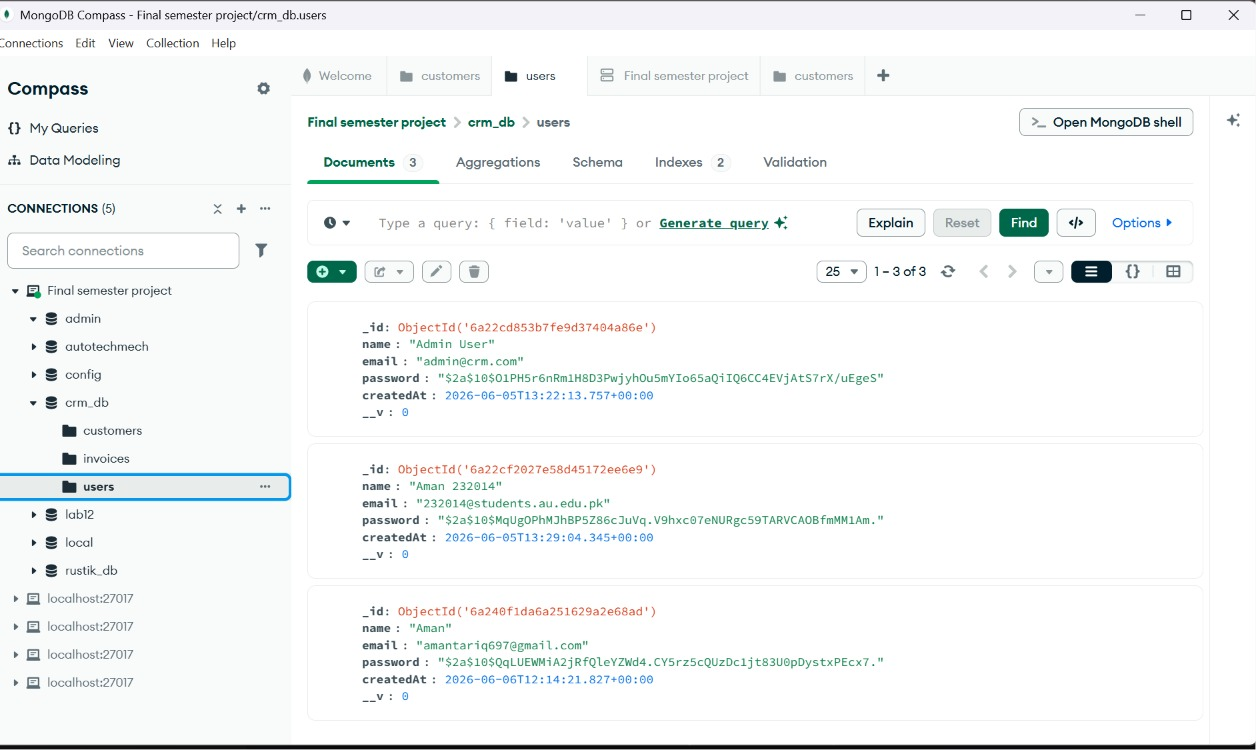 MongoDB Compass - Final semester project/crm_db.users
Connections Edit View Collection Help
Compass
My Queries
Data Modeling
CONNECTIONS (5)
Search connections
Final semester project
admin
autotechmech
config
crm_db
customers
invoices
users
lab12
local
rustik_db
localhost:27017
localhost:27017
localhost:27017
localhost:27017
Welcome customers users Final semester project customers
Final semester project > crm_db > users
>_ Open MongoDB shell
Documents 3 Aggregations Schema Indexes 2 Validation
Type a query: { field: 'value' } or Generate query
Explain Reset Find </> Options
25 1 – 3 of 3 {}
_id: ObjectId('6a22cd853b7fe9d37404a86e')
name : "Admin User"
email : "admin@crm.com"
password : "$2a$10$O1PH5r6nRm1H8D3PwjyhOu5mYIo65aQiIQ6CC4EVjAtS7rX/uEgeS"
createdAt : 2026-06-05T13:22:13.757+00:00
__v : 0
_id: ObjectId('6a22cf2027e58d45172ee6e9')
name : "Aman 232014"
email : "232014@students.au.edu.pk"
password : "$2a$10$MqUgOPhMJhBP5Z86cJuVq.V9hxc07eNURgc59TARVCAOBfmMM1Am."
createdAt : 2026-06-05T13:29:04.345+00:00
__v : 0
_id: ObjectId('6a240f1da6a251629a2e68ad')
name : "Aman"
email : "amantariq697@gmail.com"
password : "$2a$10$QqLUEWMiA2jRfQleYZWd4.CY5rz5cQUzDc1jt83U0pDystxPEcx7."
createdAt : 2026-06-06T12:14:21.827+00:00
__v : 0